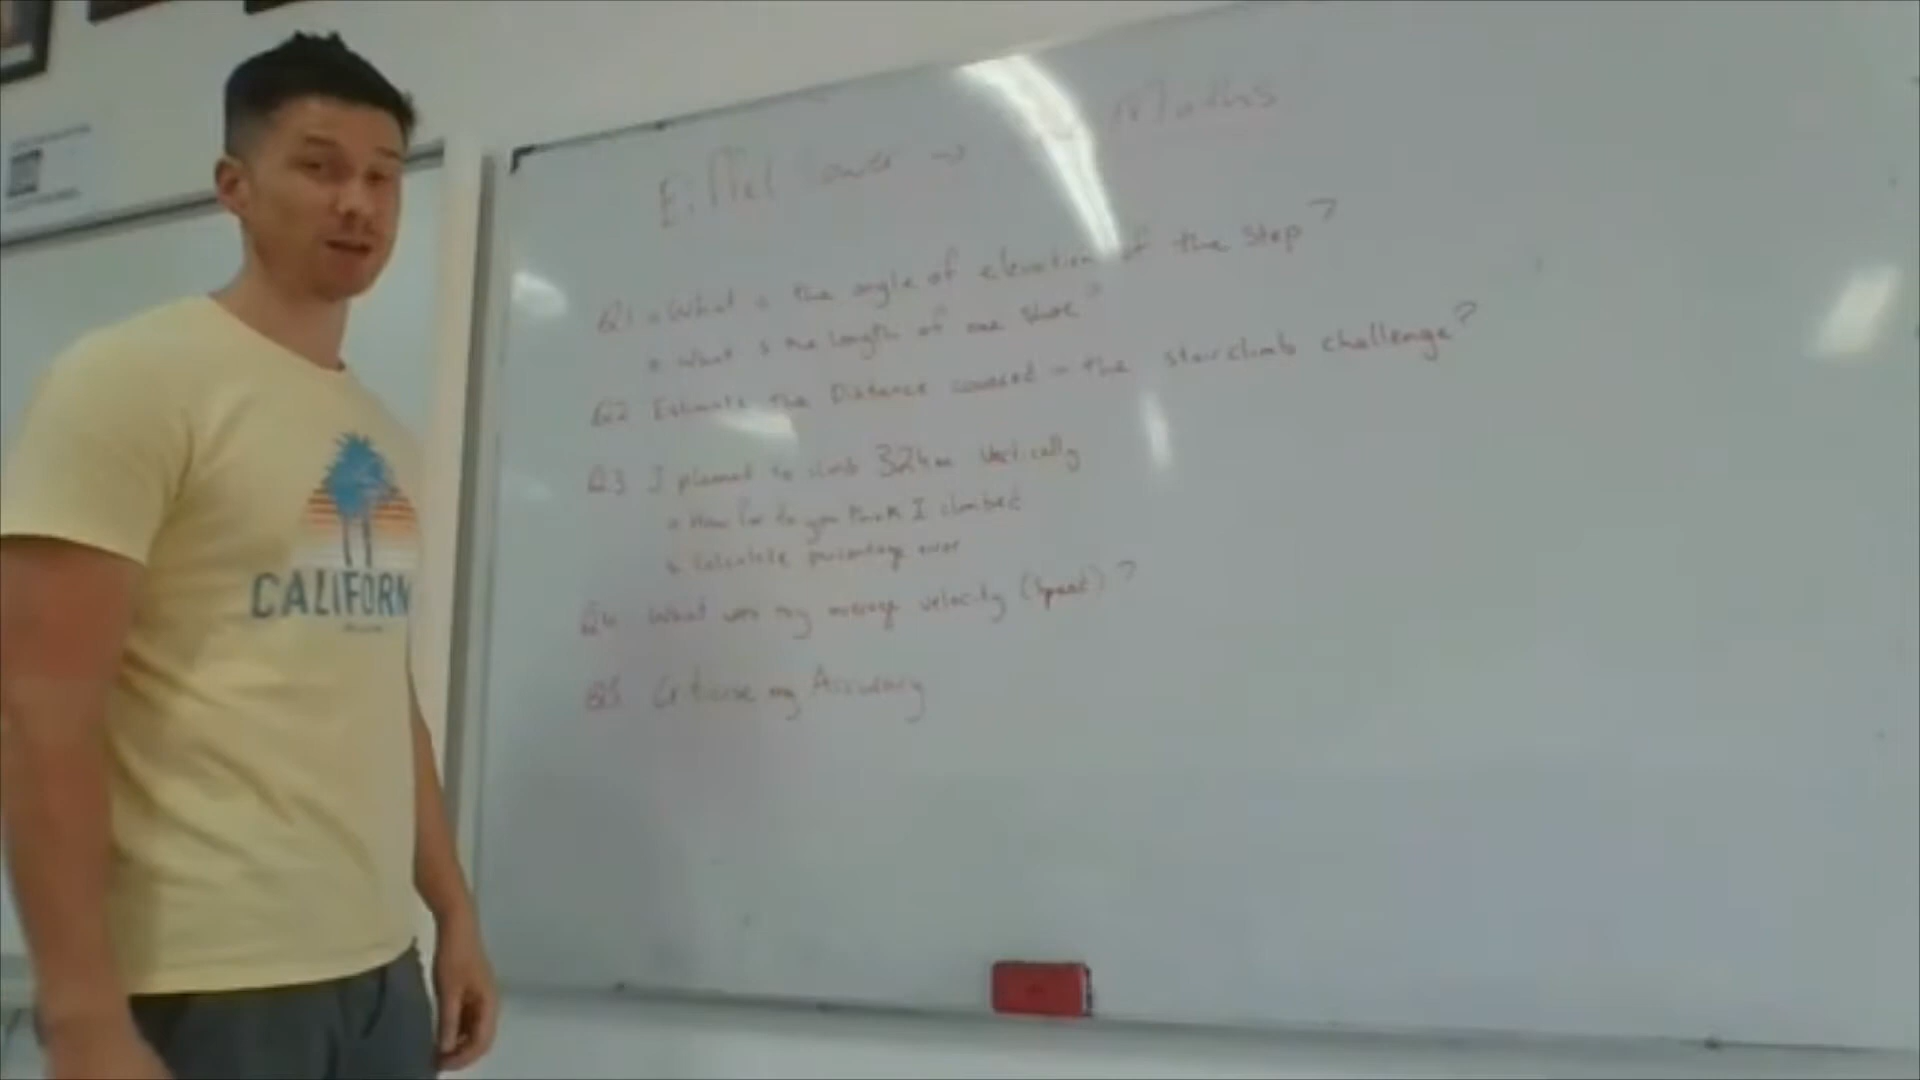 Eiffel Tower → Maths
Q1 • What is the angle of elevation of the step?
• What is the length of one stair?
Q2 Estimate the Distance covered in the stairclimb challenge?
Q3 I planned to climb 324m Vertically
• How far do you think I climbed
• Calculate percentage error
Q4 What was my average velocity (speed)?
Q5 Criticise my Accuracy
CALIFORN